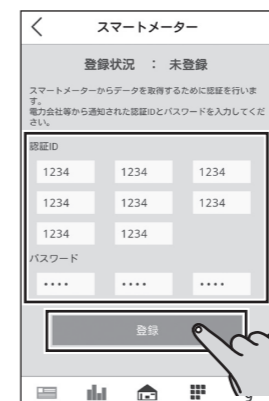 スマートメーター
登録状況 : 未登録
スマートメーターからデータを取得するために認証を行いま
す。
電力会社等から通知された認証IDとパスワードを入力してくだ
さい。
認証ID
1234 1234 1234
1234 1234 1234
1234 1234
パスワード
•••• •••• ••••
登録